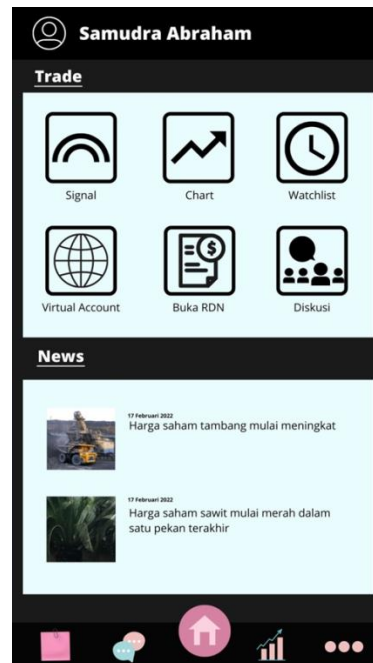 Samudra Abraham
Trade
Signal
Chart
Watchlist
Virtual Account
Buka RDN
Diskusi
News
17 Februari 2022
Harga saham tambang mulai meningkat
17 Februari 2022
Harga saham sawit mulai merah dalam
satu pekan terakhir